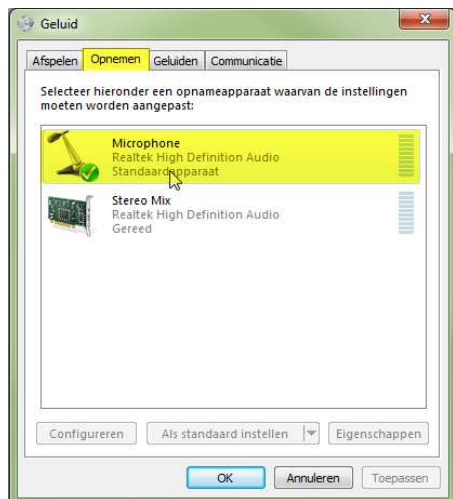 Geluid
Afspelen Opnemen Geluiden Communicatie
Selecteer hieronder een opnameapparaat waarvan de instellingen
moeten worden aangepast:
Microphone
Realtek High Definition Audio
Standaardapparaat
Stereo Mix
Realtek High Definition Audio
Gereed
Configureren Als standaard instellen Eigenschappen
OK Annuleren Toepassen